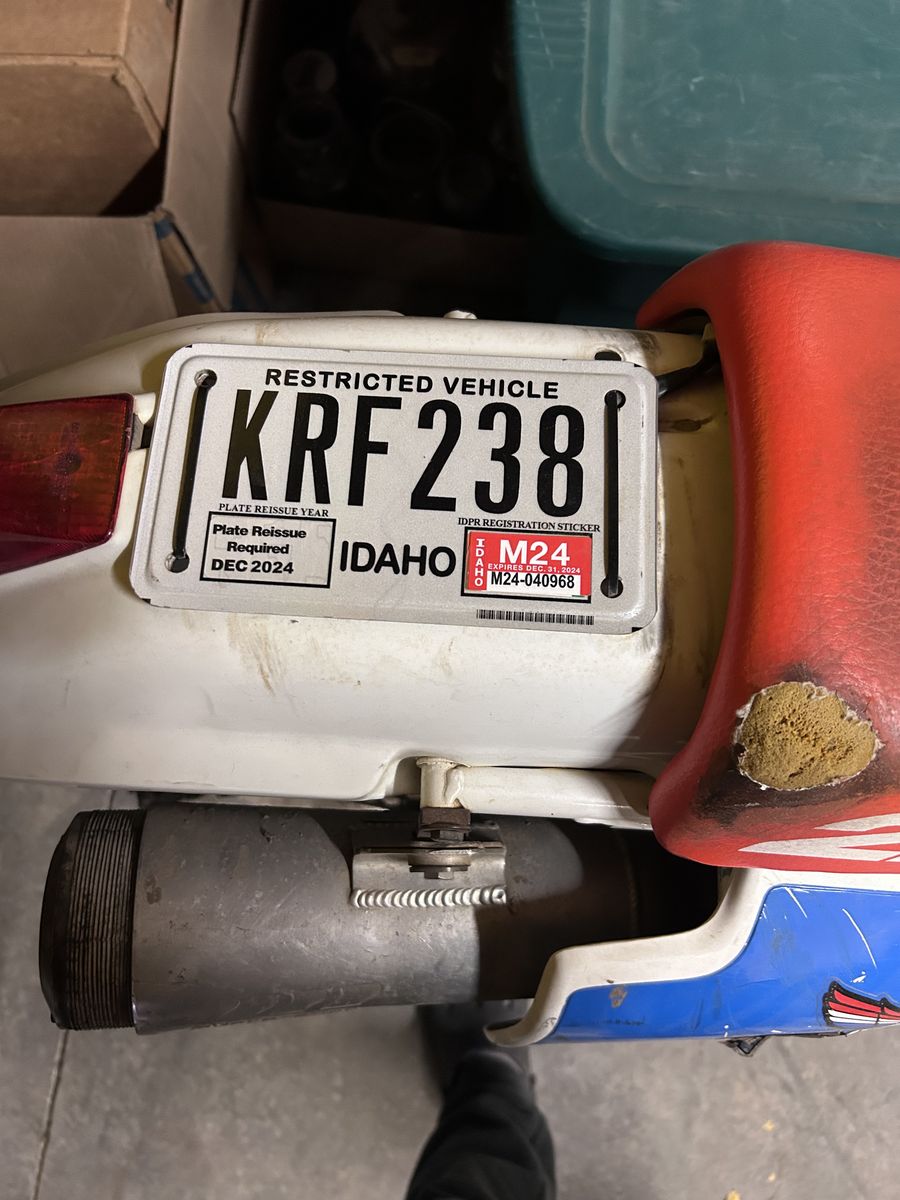 RESTRICTED VEHICLE
KRF238
PLATE REISSUE YEAR
IDPR REGISTRATION STICKER
Plate Reissue
Required
DEC 2024
IDAHO
IDAHO
M24
EXPIRES DEC. 31, 2024
M24-040968